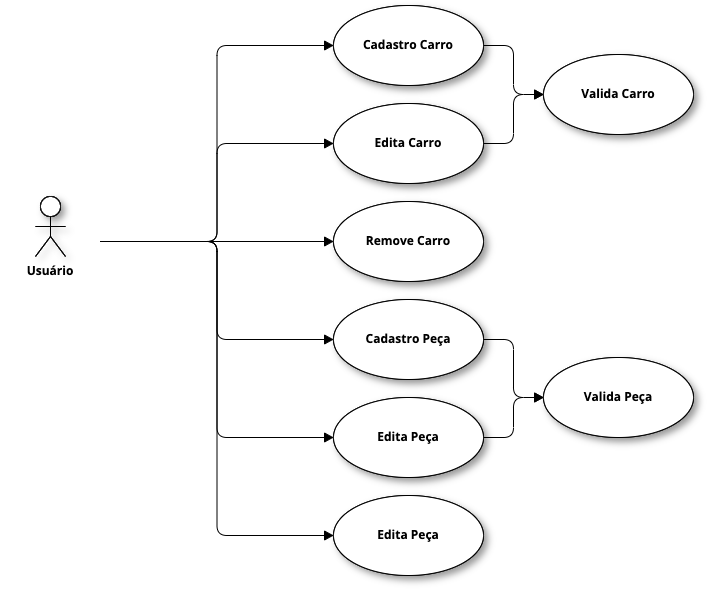 Cadastro Carro
Valida Carro
Edita Carro
Remove Carro
Usuário
Cadastro Peça
Valida Peça
Edita Peça
Edita Peça